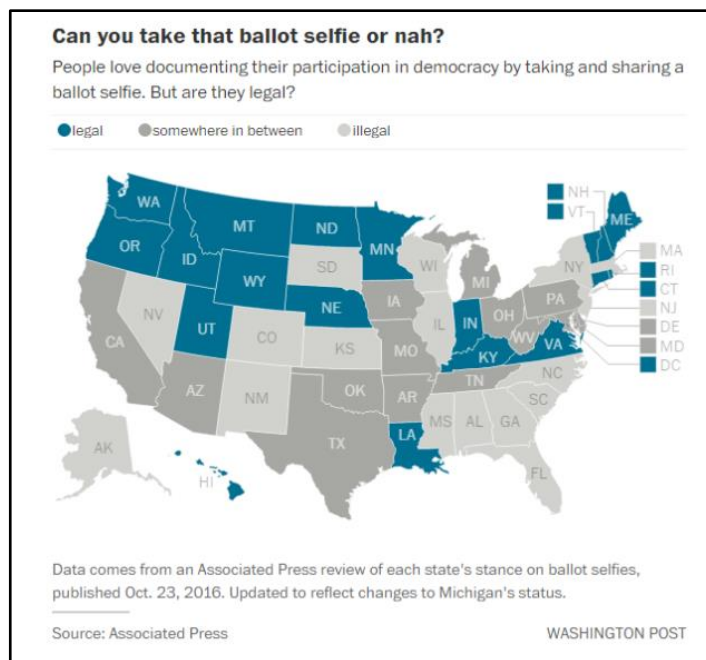 Can you take that ballot selfie or nah?
People love documenting their participation in democracy by taking and sharing a
ballot selfie. But are they legal?
legal somewhere in between illegal
WA
MT
ND
MN
OR
ID
WY
SD
WI
MI
NY
ME
NH
VT
MA
RI
CT
NJ
DE
MD
DC
NV
UT
NE
IA
IL
IN
OH
PA
WV
VA
CA
CO
KS
MO
KY
NC
AZ
NM
OK
AR
TN
SC
TX
LA
MS
AL
GA
FL
AK
HI
Data comes from an Associated Press review of each state's stance on ballot selfies,
published Oct. 23, 2016. Updated to reflect changes to Michigan's status.
Source: Associated Press WASHINGTON POST